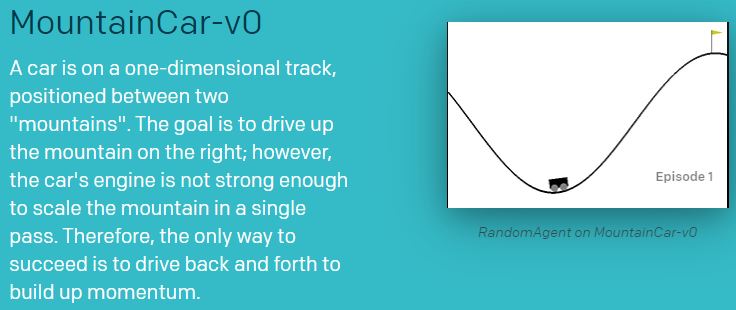 MountainCar-v0
A car is on a one-dimensional track,
positioned between two
"mountains". The goal is to drive up
the mountain on the right; however,
the car's engine is not strong enough
to scale the mountain in a single
pass. Therefore, the only way to
succeed is to drive back and forth to
build up momentum.
Episode 1
RandomAgent on MountainCar-v0